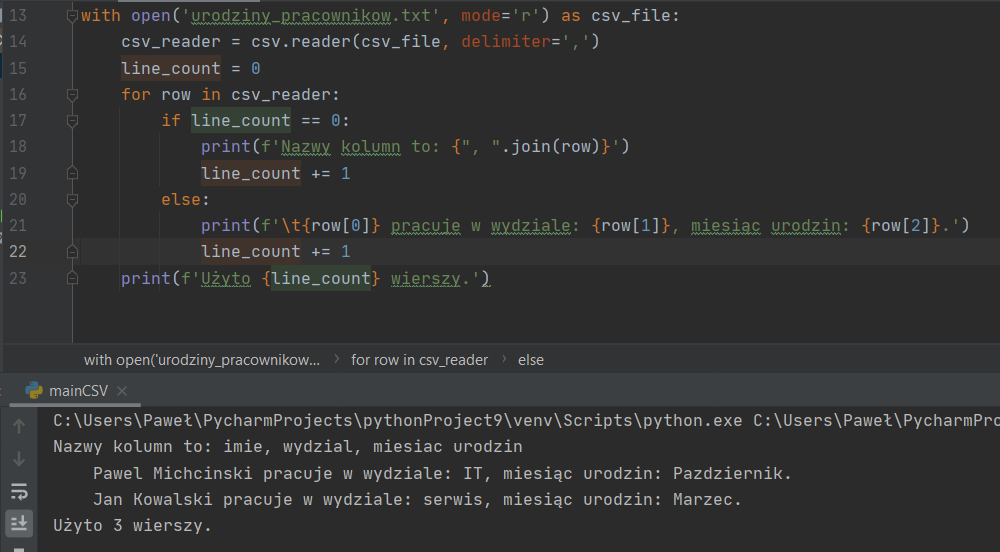 13 with open('urodziny_pracownikow.txt', mode='r') as csv_file:
14 csv_reader = csv.reader(csv_file, delimiter=',')
15 line_count = 0
16 for row in csv_reader:
17 if line_count == 0:
18 print(f'Nazwy kolumn to: {", ".join(row)}')
19 line_count += 1
20 else:
21 print(f'\t{row[0]} pracuje w wydziale: {row[1]}, miesiąc urodzin: {row[2]}.')
22 line_count += 1
23 print(f'Użyto {line_count} wierszy.')
with open('urodziny_pracownikow... › for row in csv_reader › else
mainCSV ×
C:\Users\Paweł\PycharmProjects\pythonProject9\venv\Scripts\python.exe C:\Users\Paweł\PycharmPro
Nazwy kolumn to: imie, wydzial, miesiac urodzin
Pawel Michcinski pracuje w wydziale: IT, miesiąc urodzin: Pazdziernik.
Jan Kowalski pracuje w wydziale: serwis, miesiąc urodzin: Marzec.
Użyto 3 wierszy.